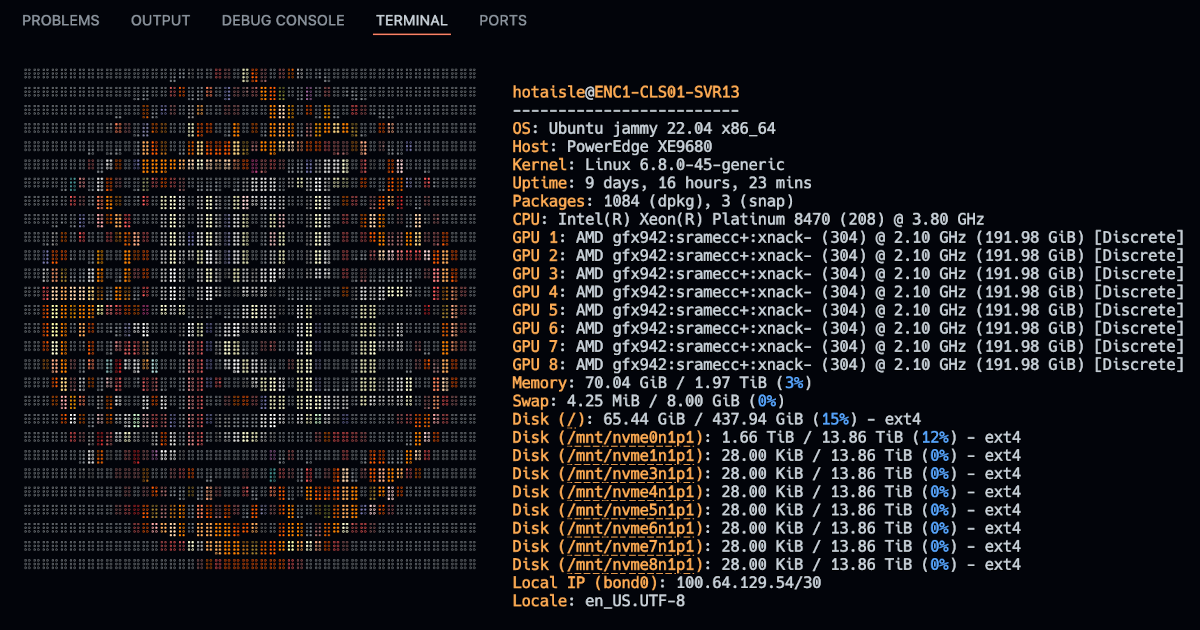 PROBLEMS OUTPUT DEBUG CONSOLE TERMINAL PORTS
hotaisle@ENC1-CLS01-SVR13
-------------------------
OS: Ubuntu jammy 22.04 x86_64
Host: PowerEdge XE9680
Kernel: Linux 6.8.0-45-generic
Uptime: 9 days, 16 hours, 23 mins
Packages: 1084 (dpkg), 3 (snap)
CPU: Intel(R) Xeon(R) Platinum 8470 (208) @ 3.80 GHz
GPU 1: AMD gfx942:sramecc+:xnack- (304) @ 2.10 GHz (191.98 GiB) [Discrete]
GPU 2: AMD gfx942:sramecc+:xnack- (304) @ 2.10 GHz (191.98 GiB) [Discrete]
GPU 3: AMD gfx942:sramecc+:xnack- (304) @ 2.10 GHz (191.98 GiB) [Discrete]
GPU 4: AMD gfx942:sramecc+:xnack- (304) @ 2.10 GHz (191.98 GiB) [Discrete]
GPU 5: AMD gfx942:sramecc+:xnack- (304) @ 2.10 GHz (191.98 GiB) [Discrete]
GPU 6: AMD gfx942:sramecc+:xnack- (304) @ 2.10 GHz (191.98 GiB) [Discrete]
GPU 7: AMD gfx942:sramecc+:xnack- (304) @ 2.10 GHz (191.98 GiB) [Discrete]
GPU 8: AMD gfx942:sramecc+:xnack- (304) @ 2.10 GHz (191.98 GiB) [Discrete]
Memory: 70.04 GiB / 1.97 TiB (3%)
Swap: 4.25 MiB / 8.00 GiB (0%)
Disk (/): 65.44 GiB / 437.94 GiB (15%) - ext4
Disk (/mnt/nvme0n1p1): 1.66 TiB / 13.86 TiB (12%) - ext4
Disk (/mnt/nvme1n1p1): 28.00 KiB / 13.86 TiB (0%) - ext4
Disk (/mnt/nvme3n1p1): 28.00 KiB / 13.86 TiB (0%) - ext4
Disk (/mnt/nvme4n1p1): 28.00 KiB / 13.86 TiB (0%) - ext4
Disk (/mnt/nvme5n1p1): 28.00 KiB / 13.86 TiB (0%) - ext4
Disk (/mnt/nvme6n1p1): 28.00 KiB / 13.86 TiB (0%) - ext4
Disk (/mnt/nvme7n1p1): 28.00 KiB / 13.86 TiB (0%) - ext4
Disk (/mnt/nvme8n1p1): 28.00 KiB / 13.86 TiB (0%) - ext4
Local IP (bond0): 100.64.129.54/30
Locale: en_US.UTF-8